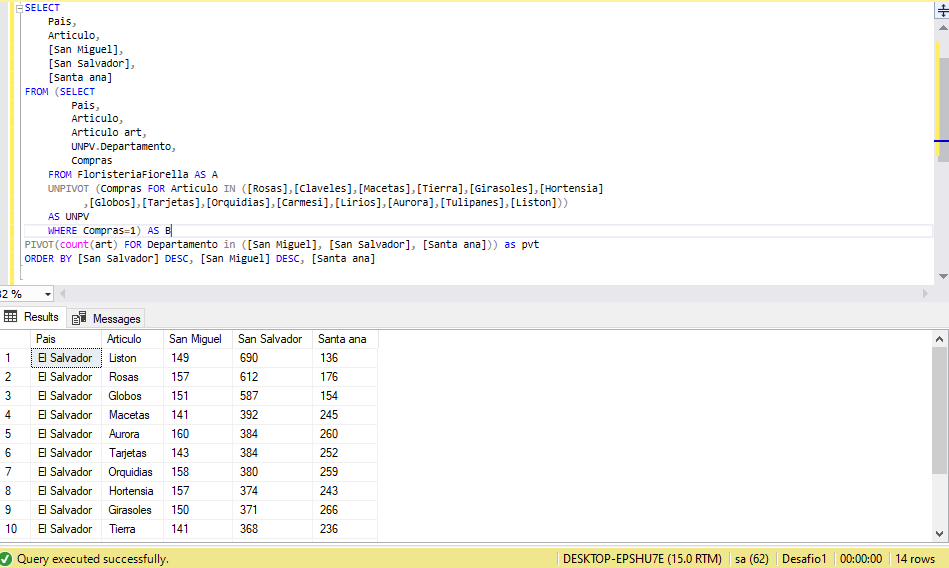 SELECT
Pais,
Articulo,
[San Miguel],
[San Salvador],
[Santa ana]
FROM (SELECT
Pais,
Articulo,
Articulo art,
UNPV.Departamento,
Compras
FROM FloristeriaFiorella AS A
UNPIVOT (Compras FOR Articulo IN ([Rosas],[Claveles],[Macetas],[Tierra],[Girasoles],[Hortensia]
,[Globos],[Tarjetas],[Orquidias],[Carmesi],[Lirios],[Aurora],[Tulipanes],[Liston]))
AS UNPV
WHERE Compras=1) AS B
PIVOT(count(art) FOR Departamento in ([San Miguel], [San Salvador], [Santa ana])) as pvt
ORDER BY [San Salvador] DESC, [San Miguel] DESC, [Santa ana]
Results Messages
Pais Articulo San Miguel San Salvador Santa ana
1 El Salvador Liston 149 690 136
2 El Salvador Rosas 157 612 176
3 El Salvador Globos 151 587 154
4 El Salvador Macetas 141 392 245
5 El Salvador Aurora 160 384 260
6 El Salvador Tarjetas 143 384 252
7 El Salvador Orquidias 158 380 259
8 El Salvador Hortensia 157 374 243
9 El Salvador Girasoles 150 371 266
10 El Salvador Tierra 141 368 236
Query executed successfully. DESKTOP-EPSHU7E (15.0 RTM) sa (62) Desafio1 00:00:00 14 rows